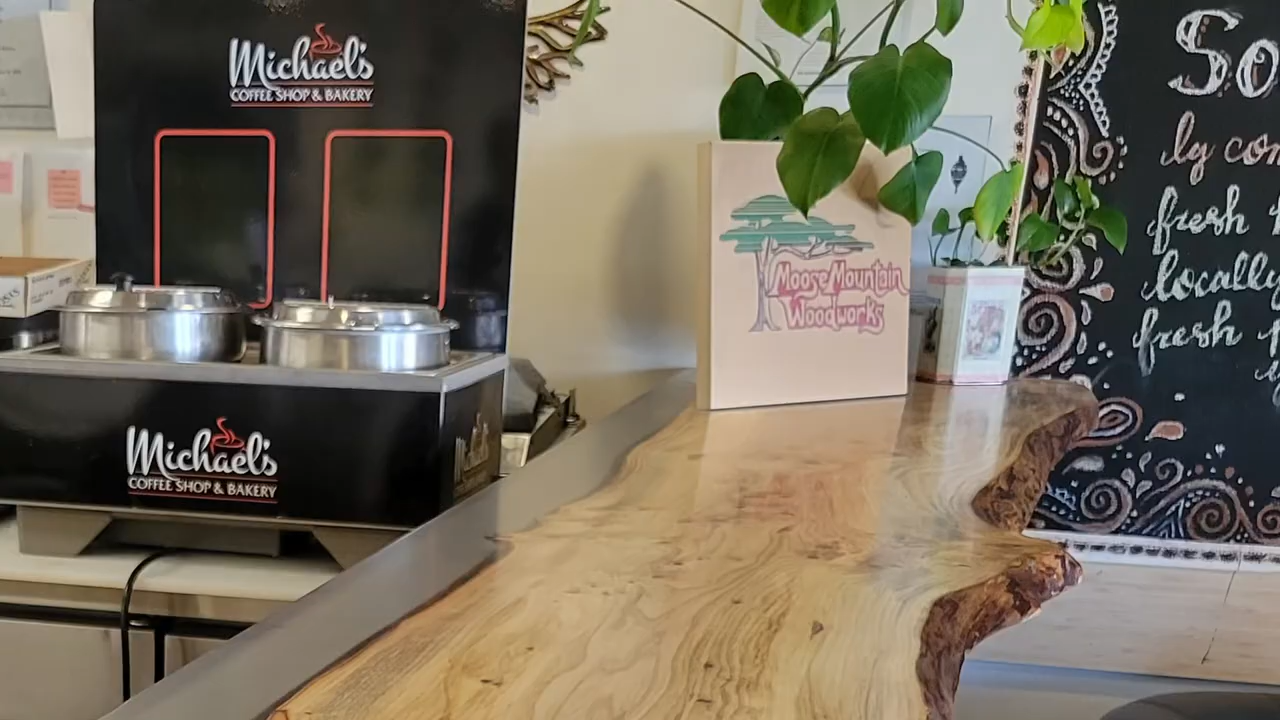 Michael's
COFFEE SHOP & BAKERY
Michael's
COFFEE SHOP & BAKERY
Moose Mountain
Woodworks
So
ly con
fresh
locally
fresh